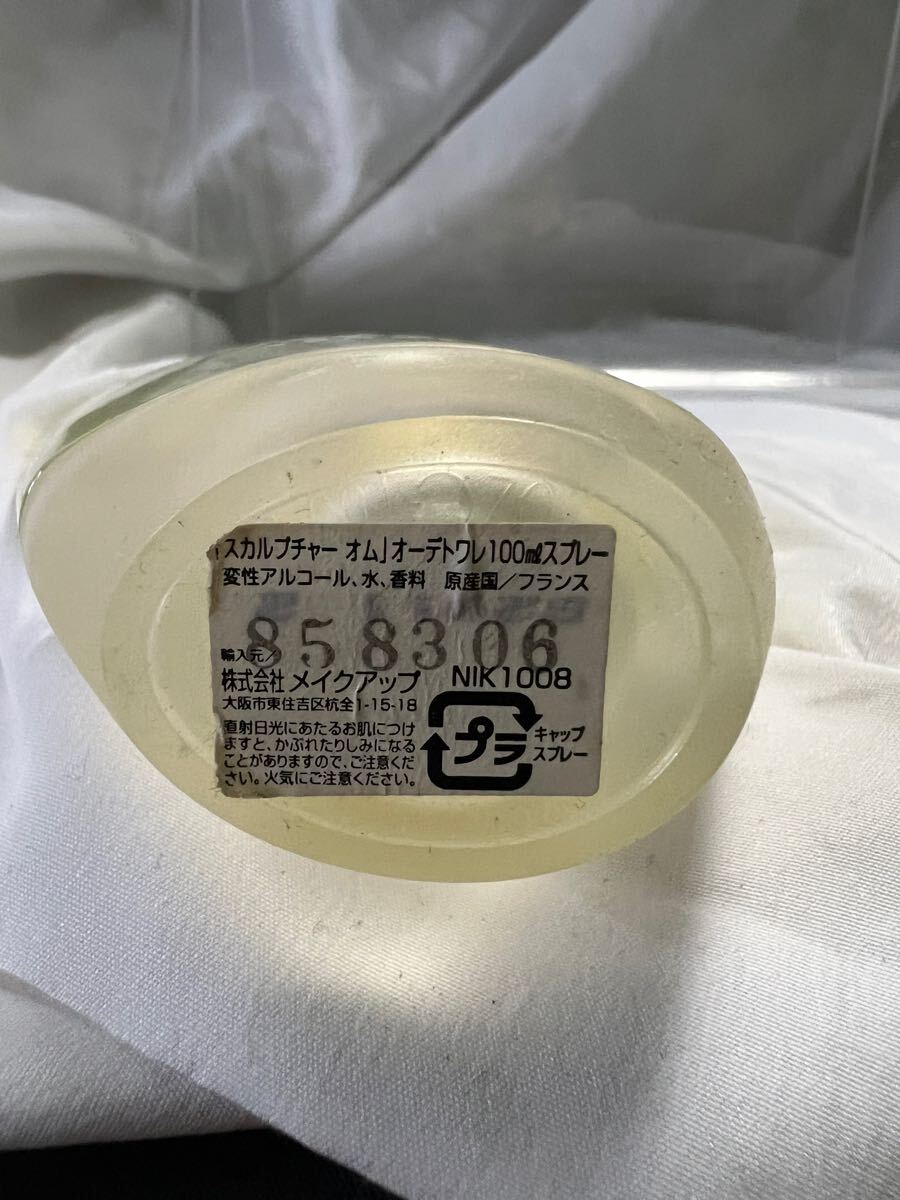 「スカルプチャー オム」オーデトワレ100mlスプレー
変性アルコール、水、香料 原産国／フランス
858306
輸入元／
株式会社 メイクアップ NIK1008
大阪市東住吉区杭全1-15-18
直射日光にあたるお肌につけ
ますと、かぶれたりしみになる
ことがありますので、ご注意くだ
さい。火気にご注意ください。
プラ
キャップ
スプレー